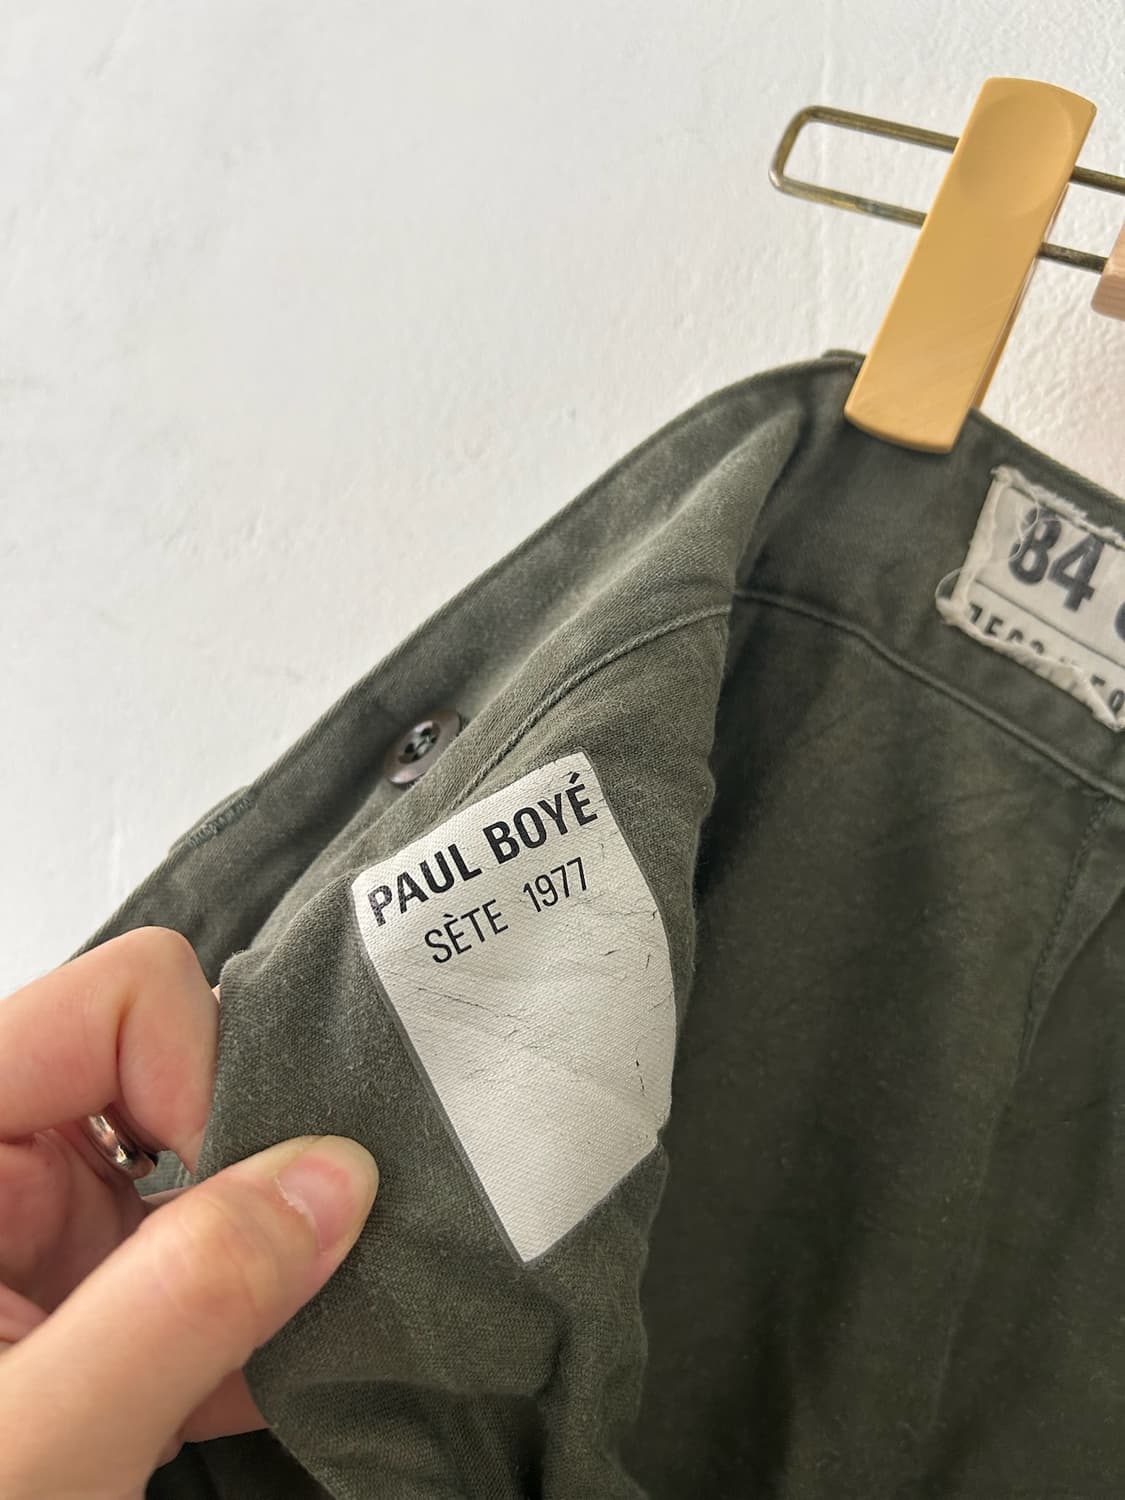 PAUL BOYÉ
SÈTE 1977
84